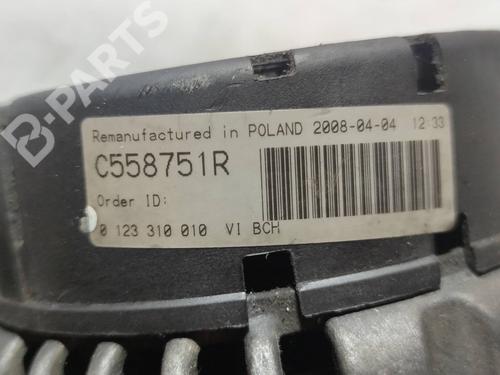 B-PARTS
Remanufactured in POLAND 2008-04-04 12:33
C558751R
Order ID:
0 123 310 010 VI BCH